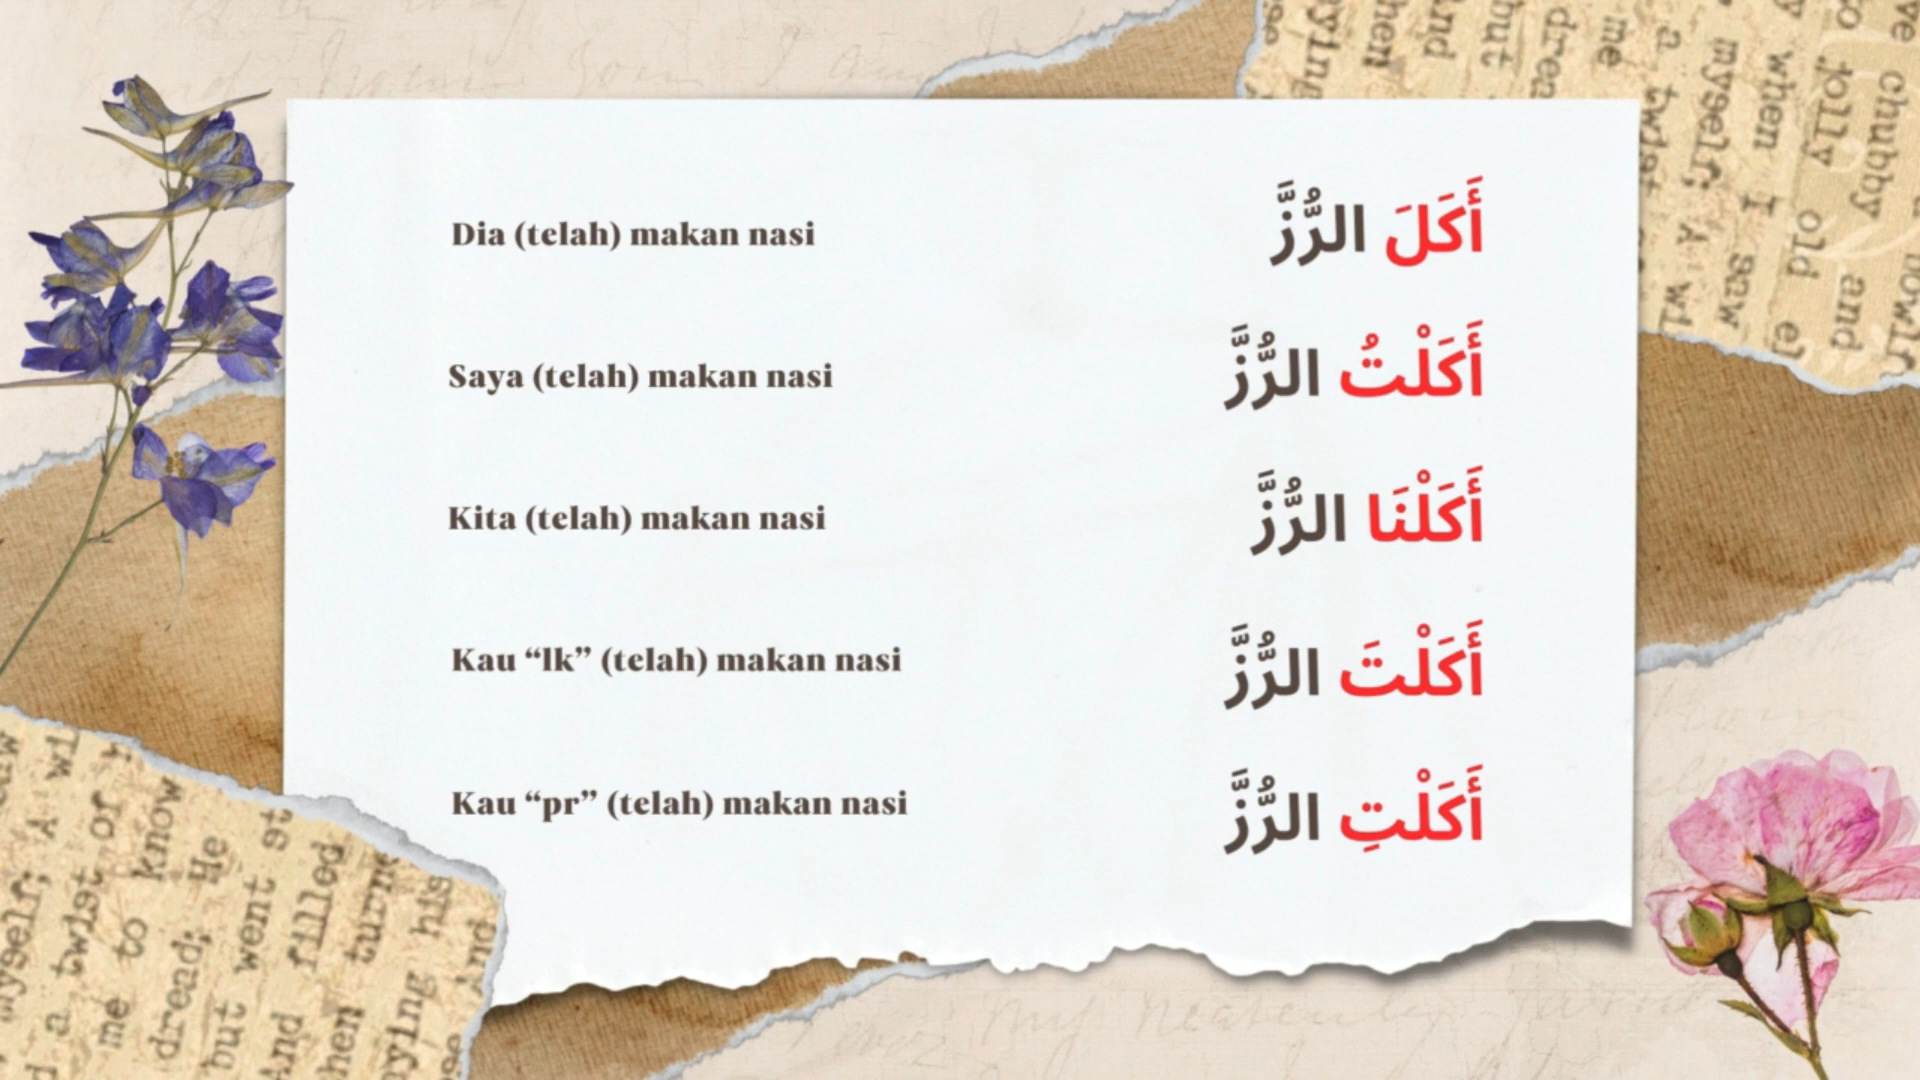 Dia (telah) makan nasi أَكَلَ الرُّزَّ
Saya (telah) makan nasi أَكَلْتُ الرُّزَّ
Kita (telah) makan nasi أَكَلْنَا الرُّزَّ
Kau “lk” (telah) makan nasi أَكَلْتَ الرُّزَّ
Kau “pr” (telah) makan nasi أَكَلْتِ الرُّزَّ